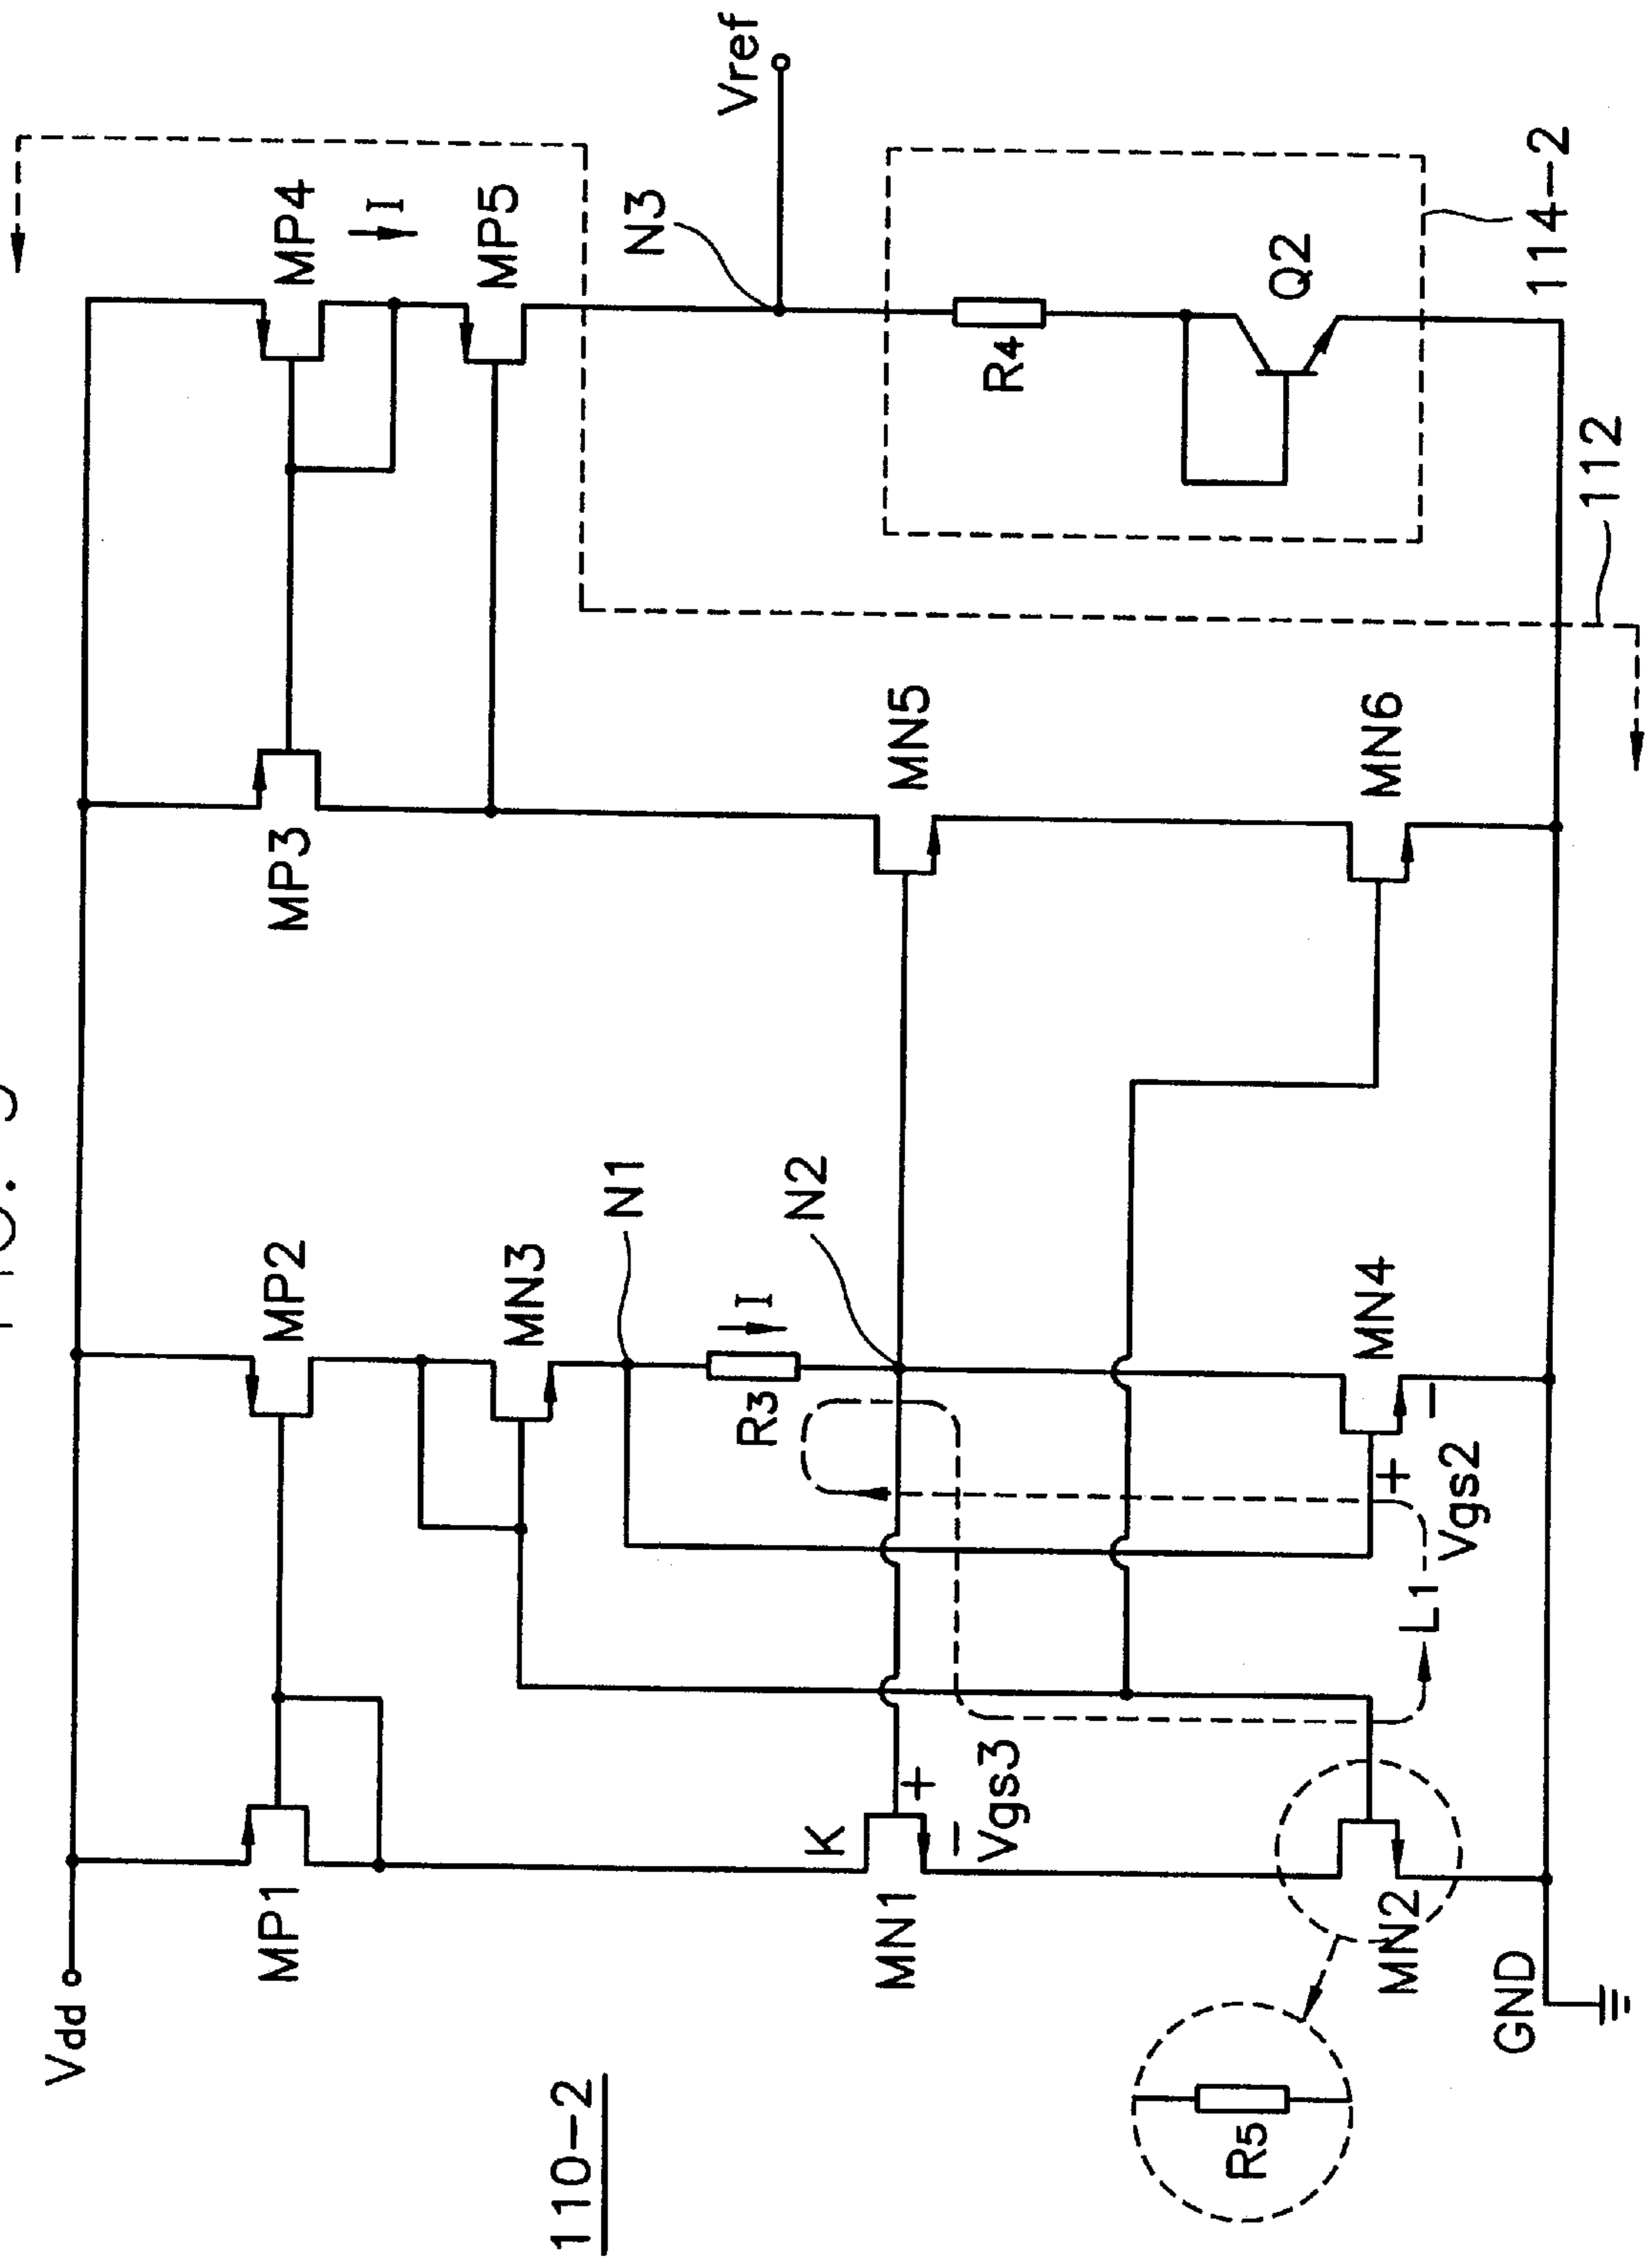 110-2
Vdd
MP1
MP2
MP3
MP4
I
MN3
MP5
N1
N3
Vref
R3
I
N2
K
MN1
+
−
Vgs3
MN5
R4
Q2
MN4
+
−
Vgs2
L1
MN6
MN2
R5
GND
114-2
112